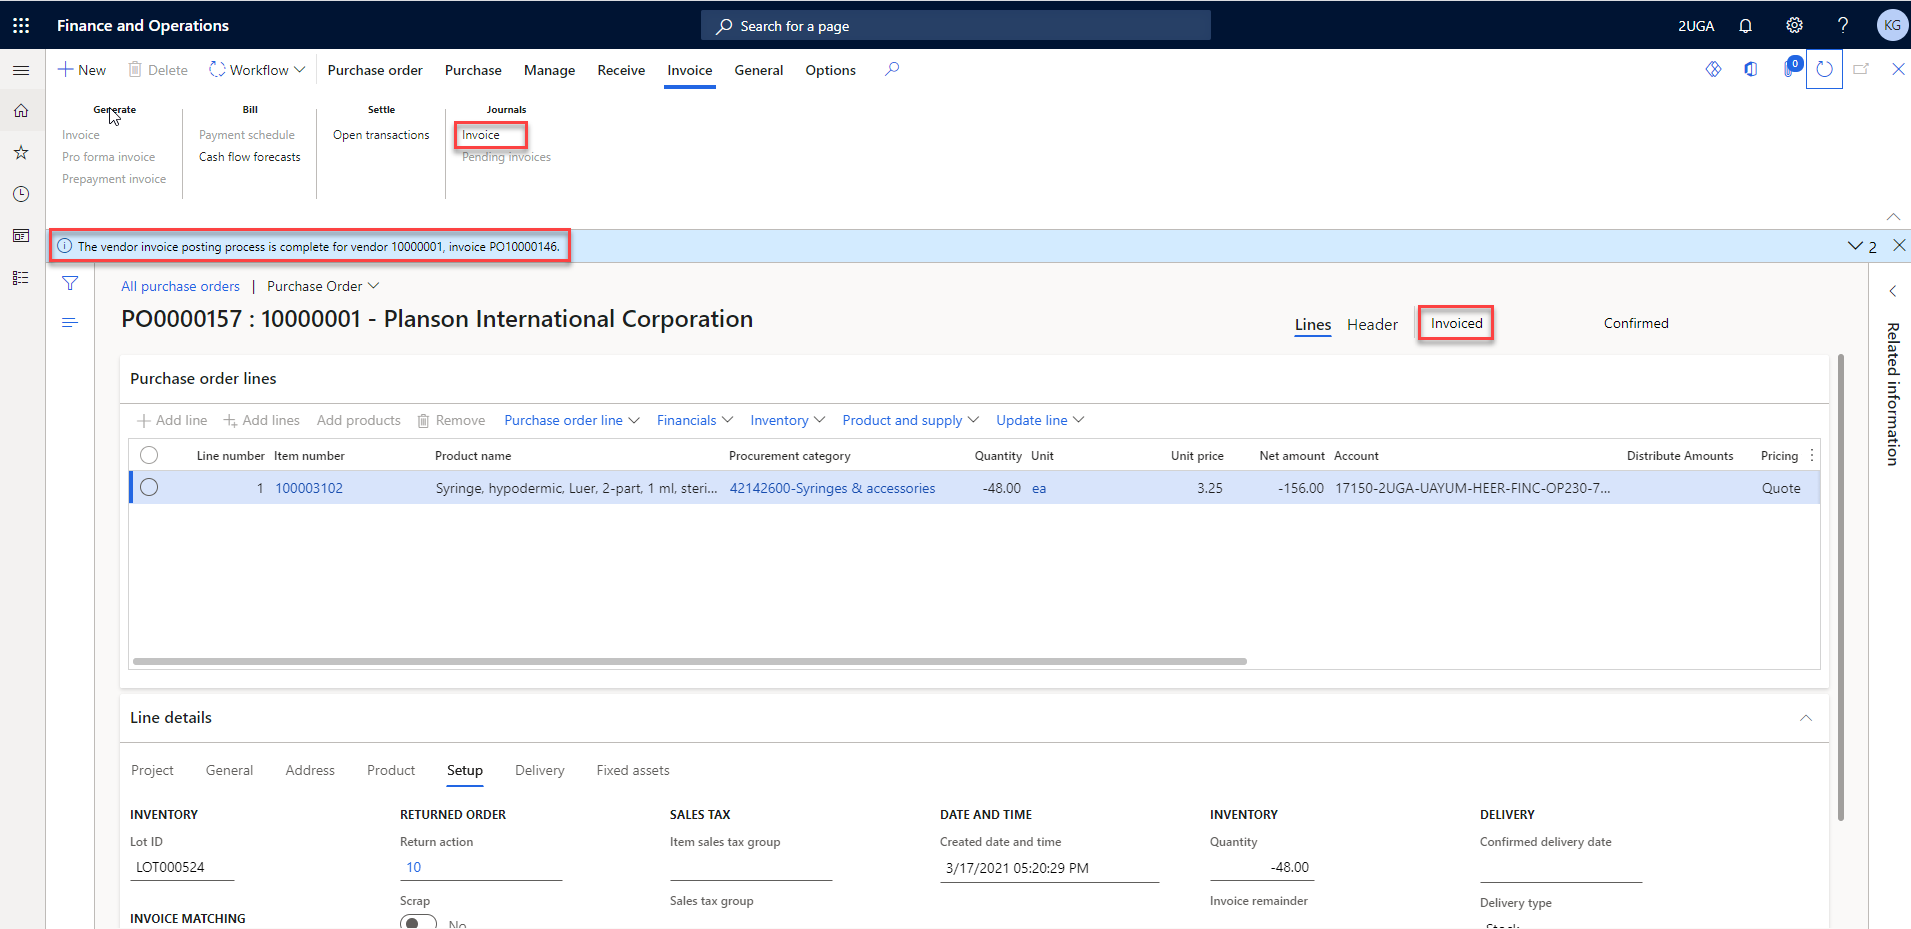 Finance and Operations
Search for a page
2UGA
KG
New
Delete
Workflow
Purchase order
Purchase
Manage
Receive
Invoice
General
Options
0
Generate
Invoice
Pro forma invoice
Prepayment invoice
Bill
Payment schedule
Cash flow forecasts
Settle
Open transactions
Journals
Invoice
Pending invoices
The vendor invoice posting process is complete for vendor 10000001, invoice PO10000146.
2
All purchase orders | Purchase Order
PO0000157 : 10000001 - Planson International Corporation
Lines
Header
Invoiced
Confirmed
Related information
Purchase order lines
Add line
Add lines
Add products
Remove
Purchase order line
Financials
Inventory
Product and supply
Update line
Line number Item number Product name Procurement category Quantity Unit Unit price Net amount Account Distribute Amounts Pricing
1 100003102 Syringe, hypodermic, Luer, 2-part, 1 ml, steri... 42142600-Syringes & accessories -48.00 ea 3.25 -156.00 17150-2UGA-UAYUM-HEER-FINC-OP230-7... Quote
Line details
Project
General
Address
Product
Setup
Delivery
Fixed assets
INVENTORY
Lot ID
LOT000524
INVOICE MATCHING
RETURNED ORDER
Return action
10
Scrap
No
SALES TAX
Item sales tax group
Sales tax group
DATE AND TIME
Created date and time
3/17/2021 05:20:29 PM
INVENTORY
Quantity
-48.00
Invoice remainder
DELIVERY
Confirmed delivery date
Delivery type
Stock